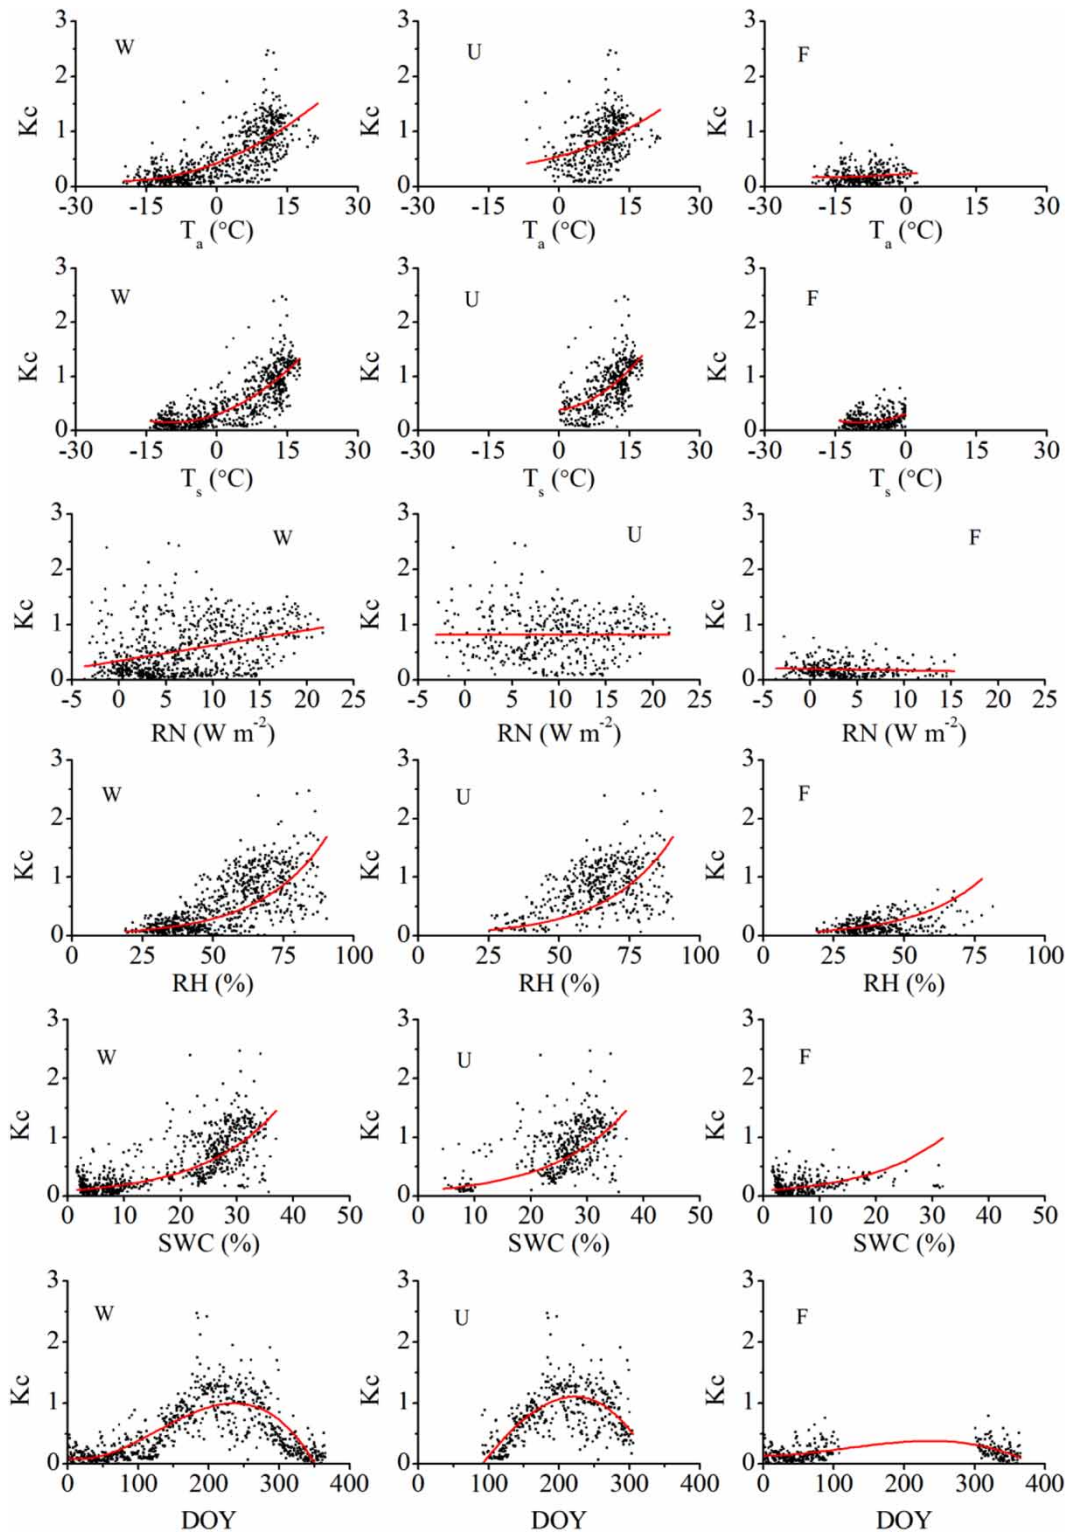 3 3 3
W U F
2 2 2
Kc Kc Kc
1 1 1
0 0 0
-30 -15 0 15 30 -30 -15 0 15 30 -30 -15 0 15 30
Ta (°C) Ta (°C) Ta (°C)
3 3 3
W U F
2 2 2
Kc Kc Kc
1 1 1
0 0 0
-30 -15 0 15 30 -30 -15 0 15 30 -30 -15 0 15 30
Ts (°C) Ts (°C) Ts (°C)
3 3 3
W U F
2 2 2
Kc Kc Kc
1 1 1
0 0 0
-5 0 5 10 15 20 25 -5 0 5 10 15 20 25 -5 0 5 10 15 20 25
RN (W m-2) RN (W m-2) RN (W m-2)
3 3 3
W U F
2 2 2
Kc Kc Kc
1 1 1
0 0 0
0 25 50 75 100 0 25 50 75 100 0 25 50 75 100
RH (%) RH (%) RH (%)
3 3 3
W U F
2 2 2
Kc Kc Kc
1 1 1
0 0 0
0 10 20 30 40 50 0 10 20 30 40 50 0 10 20 30 40 50
SWC (%) SWC (%) SWC (%)
3 3 3
W U F
2 2 2
Kc Kc Kc
1 1 1
0 0 0
0 100 200 300 400 0 100 200 300 400 0 100 200 300 400
DOY DOY DOY